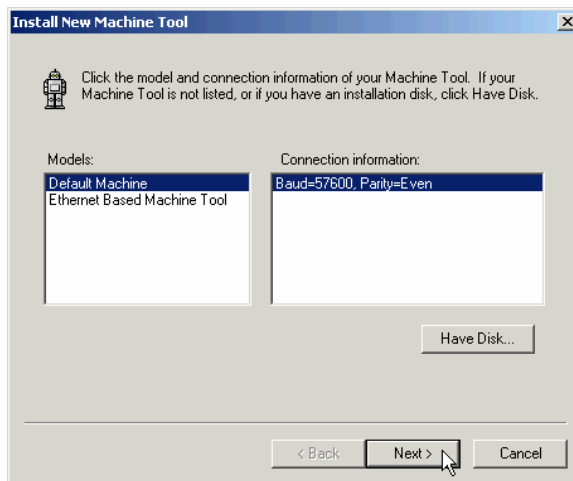 Install New Machine Tool
Click the model and connection information of your Machine Tool. If your
Machine Tool is not listed, or if you have an installation disk, click Have Disk.
Models:
Connection information:
Default Machine
Ethernet Based Machine Tool
Baud=57600, Parity=Even
Have Disk...
< Back
Next >
Cancel